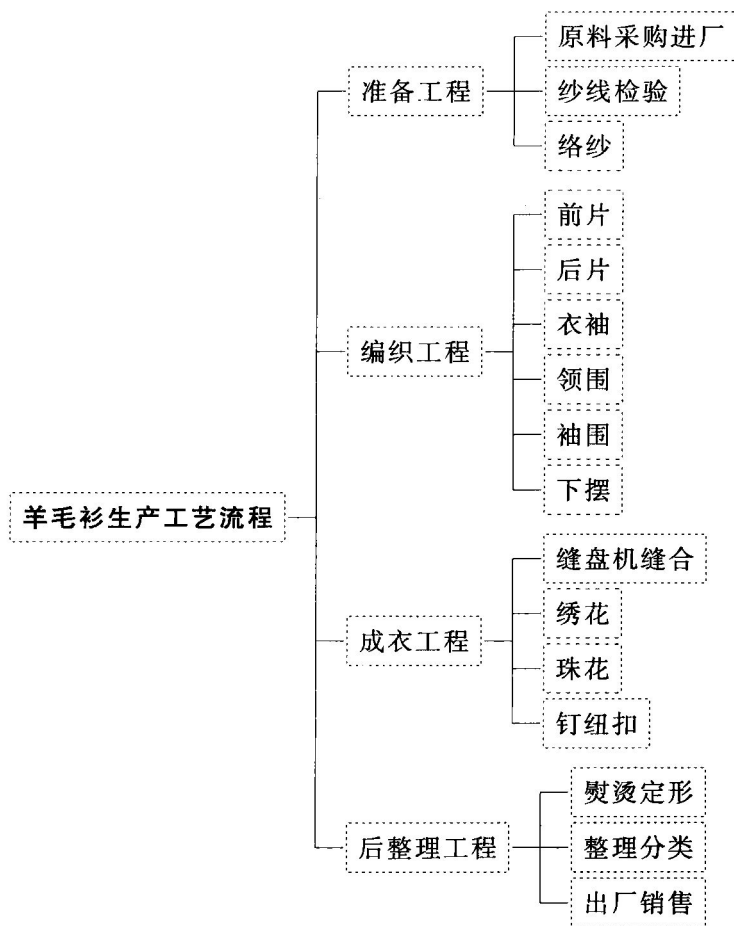 羊毛衫生产工艺流程
准备工程
原料采购进厂
纱线检验
络纱
编织工程
前片
后片
衣袖
领围
袖围
下摆
成衣工程
缝盘机缝合
绣花
珠花
钉纽扣
后整理工程
熨烫定形
整理分类
出厂销售